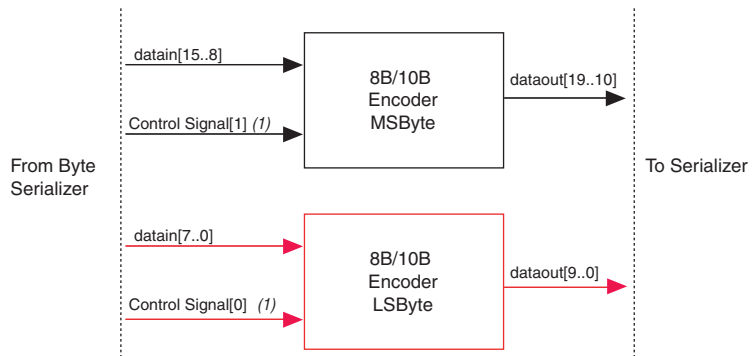 datain[15..8]
Control Signal[1] (1)
8B/10B
Encoder
MSByte
dataout[19..10]
From Byte
Serializer
To Serializer
datain[7..0]
Control Signal[0] (1)
8B/10B
Encoder
LSByte
dataout[9..0]